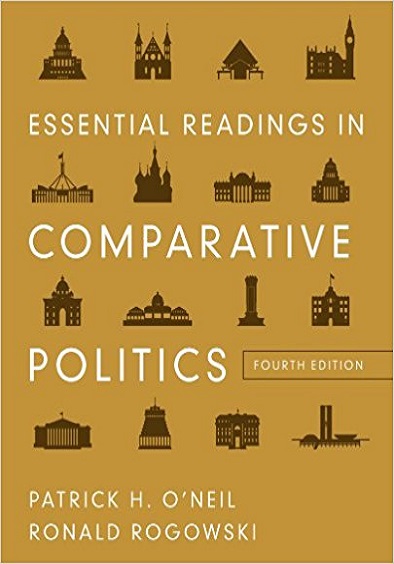 ESSENTIAL READINGS IN
COMPARATIVE
POLITICS
FOURTH EDITION
PATRICK H. O'NEIL
RONALD ROGOWSKI